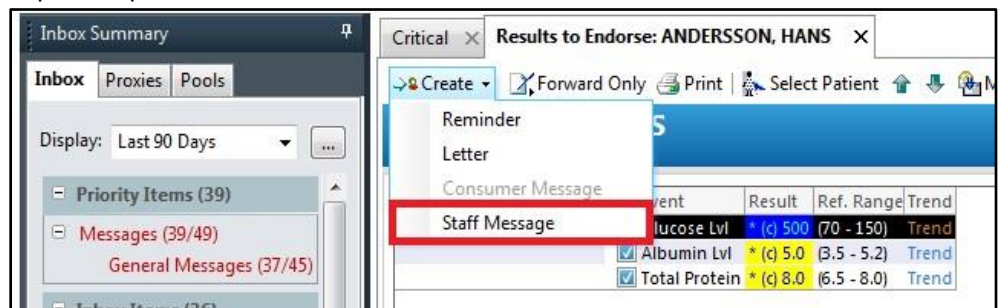 Inbox Summary
Inbox Proxies Pools
Display: Last 90 Days ...
Priority Items (39)
Messages (39/49)
General Messages (37/45)
Critical Results to Endorse: ANDERSSON, HANS
Create Forward Only Print Select Patient
Reminder
Letter
Consumer Message
Staff Message
Result Ref. Range Trend
* (c) 500 (70 - 150) Trend
Albumin Lvl * (c) 5.0 (3.5 - 5.2) Trend
Total Protein * (c) 8.0 (6.5 - 8.0) Trend